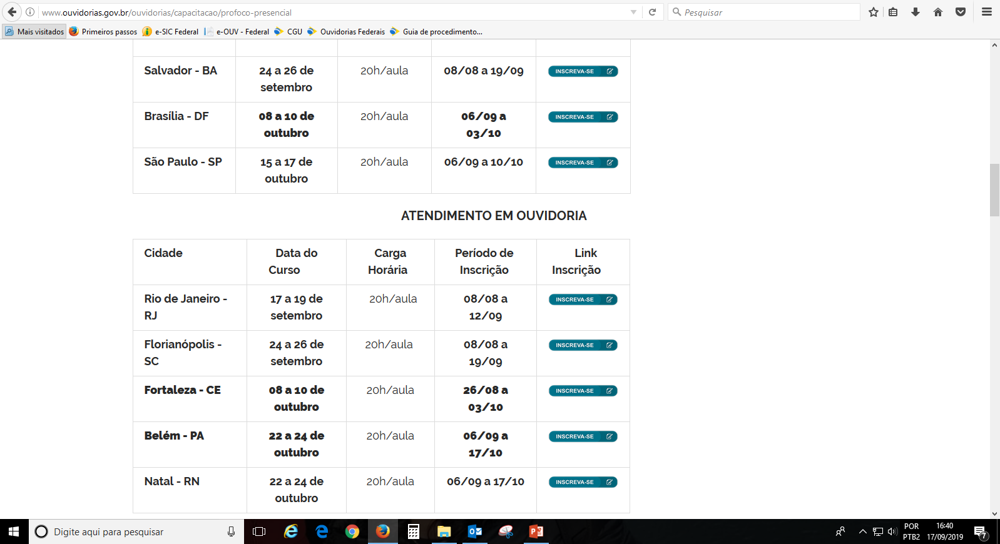 www.ouvidorias.gov.br/ouvidorias/capacitacao/profoco-presencial
Pesquisar
Mais visitados Primeiros passos e-SIC Federal e-OUV - Federal CGU Ouvidorias Federais Guia de procedimento...
Salvador - BA 24 a 26 de 20h/aula 08/08 a 19/09 INSCREVA-SE
setembro
Brasília - DF 08 a 10 de 20h/aula 06/09 a INSCREVA-SE
outubro 03/10
São Paulo - SP 15 a 17 de 20h/aula 06/09 a 10/10 INSCREVA-SE
outubro
ATENDIMENTO EM OUVIDORIA
Cidade Data do Carga Período de Link
Curso Horária Inscrição Inscrição
Rio de Janeiro - 17 a 19 de 20h/aula 08/08 a INSCREVA-SE
RJ setembro 12/09
Florianópolis - 24 a 26 de 20h/aula 08/08 a INSCREVA-SE
SC setembro 19/09
Fortaleza - CE 08 a 10 de 20h/aula 26/08 a INSCREVA-SE
outubro 03/10
Belém - PA 22 a 24 de 20h/aula 06/09 a INSCREVA-SE
outubro 17/10
Natal - RN 22 a 24 de 20h/aula 06/09 a 17/10 INSCREVA-SE
outubro
Digite aqui para pesquisar
POR 16:40
PTB2 17/09/2019 7